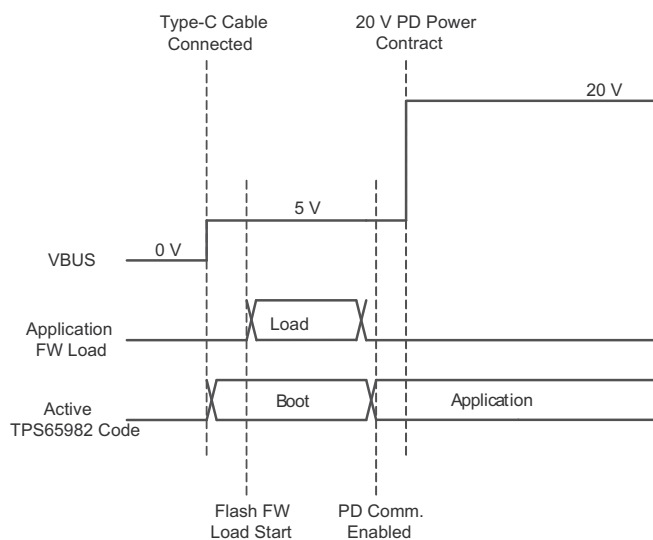 Type-C Cable
Connected
20 V PD Power
Contract
20 V
5 V
0 V
VBUS
Load
Application
FW Load
Boot
Application
Active
TPS65982 Code
Flash FW
Load Start
PD Comm.
Enabled